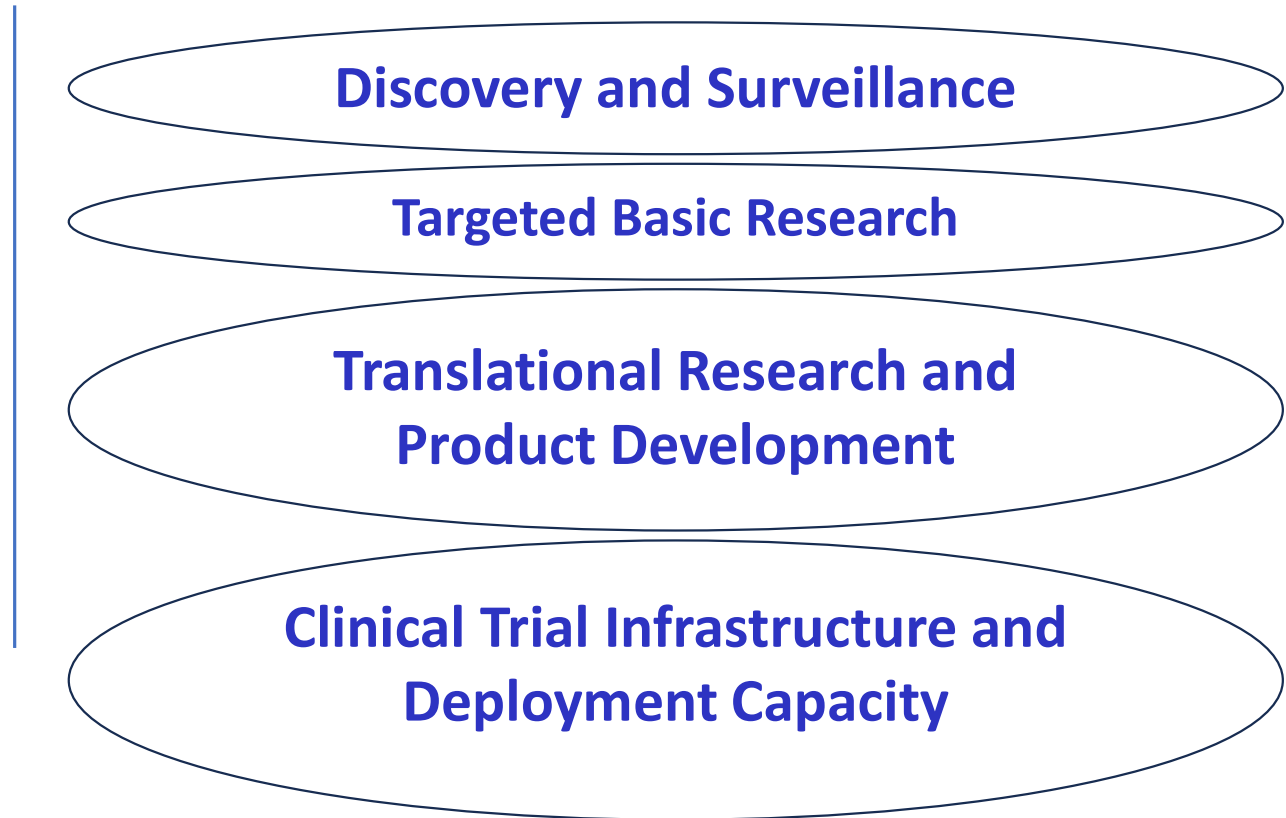 Discovery and Surveillance
Targeted Basic Research
Translational Research and
Product Development
Clinical Trial Infrastructure and
Deployment Capacity